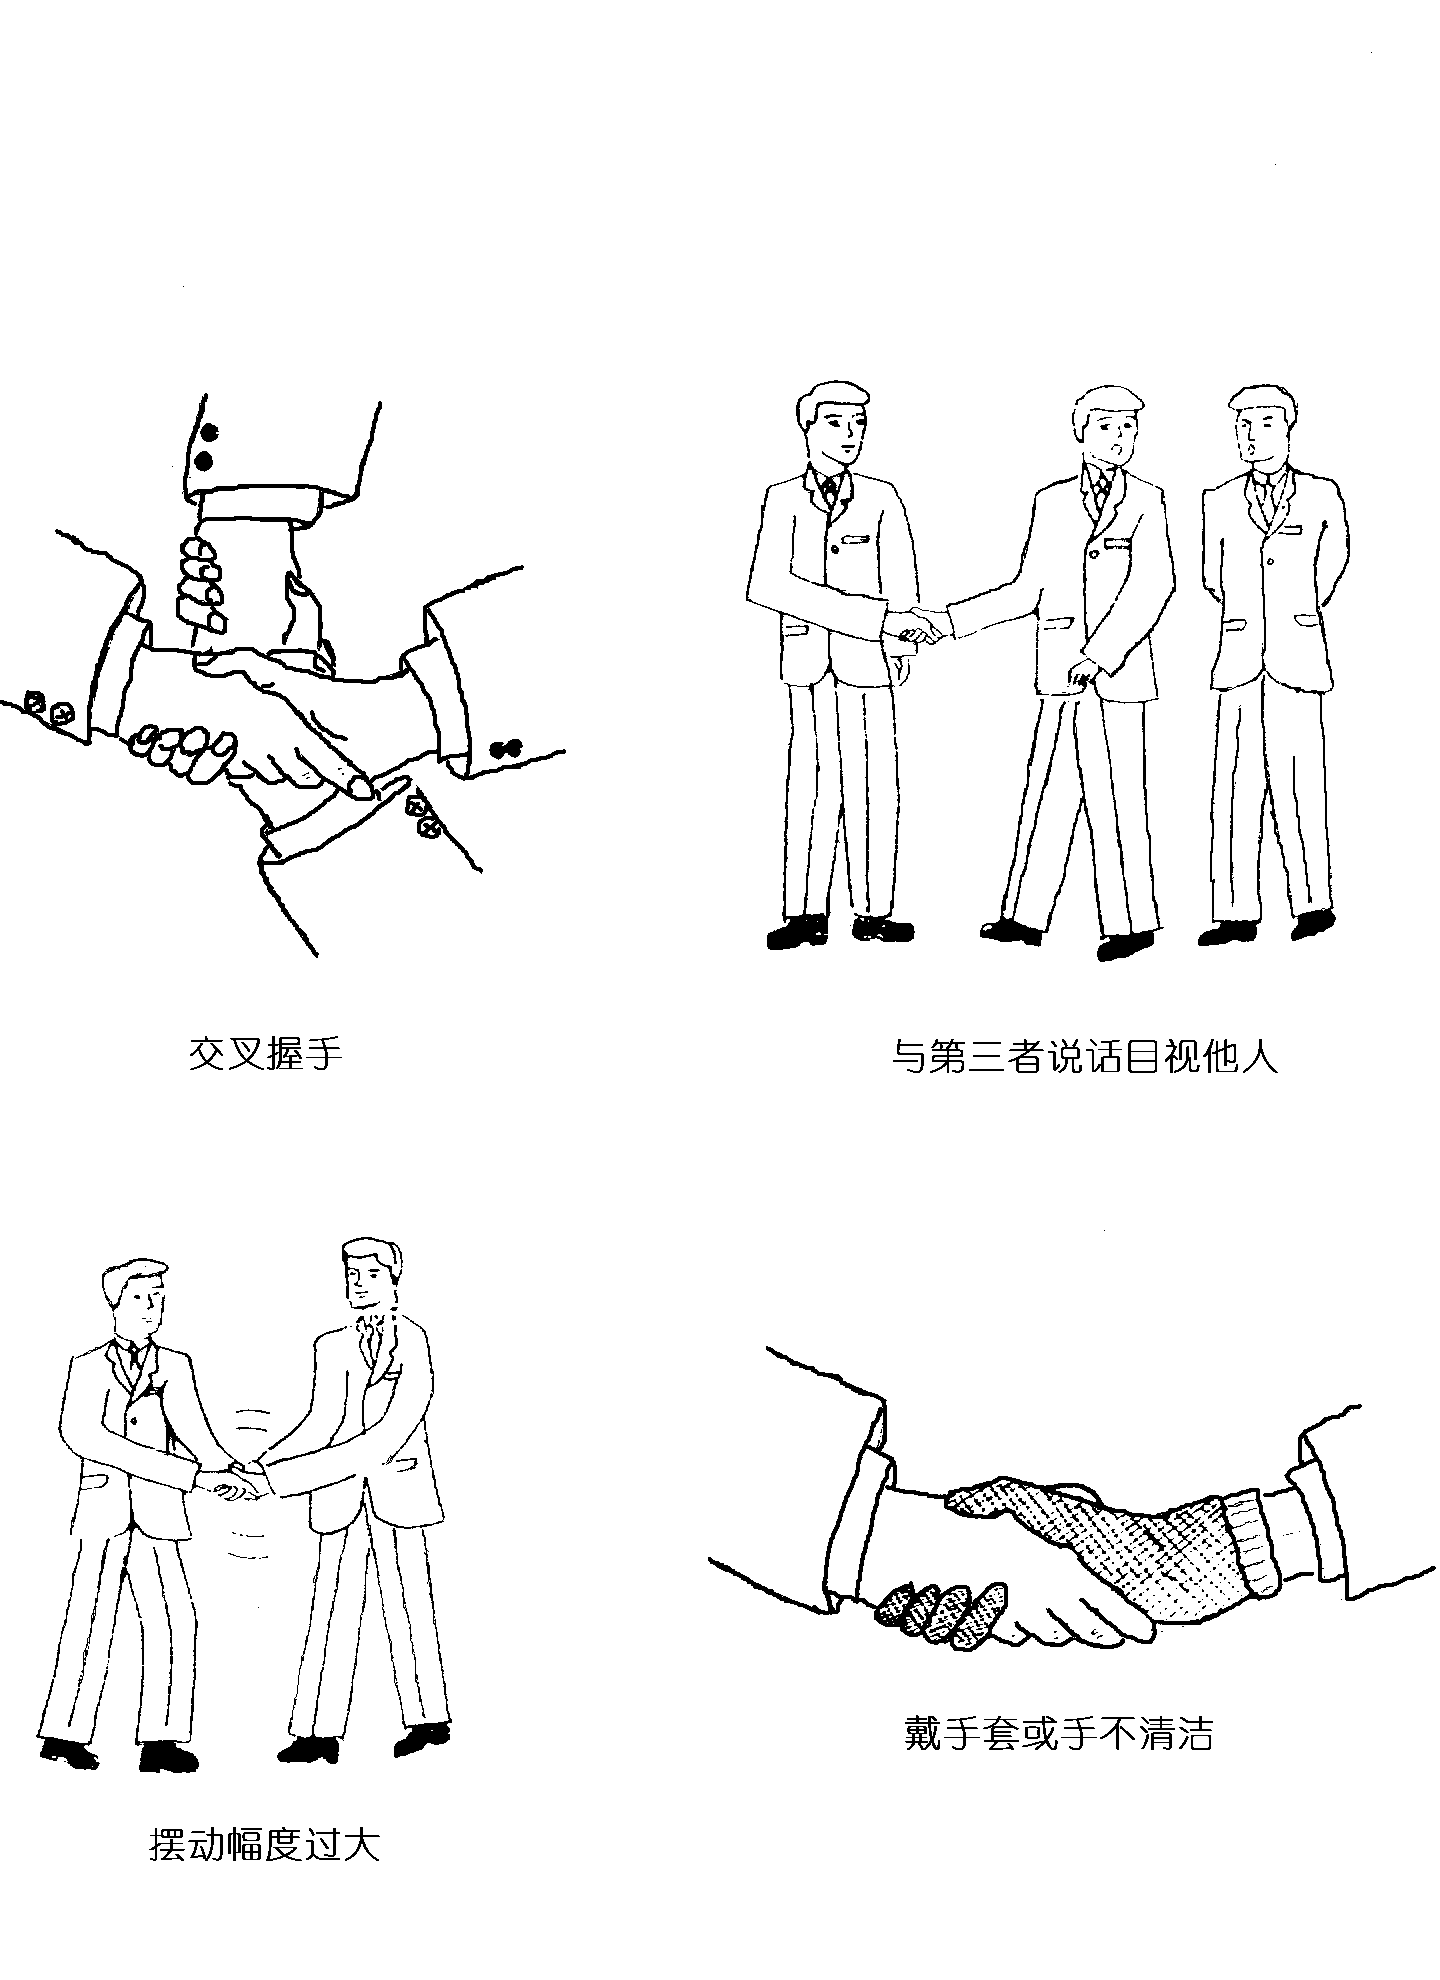 交叉握手
与第三者说话目视他人
摆动幅度过大
戴手套或手不清洁